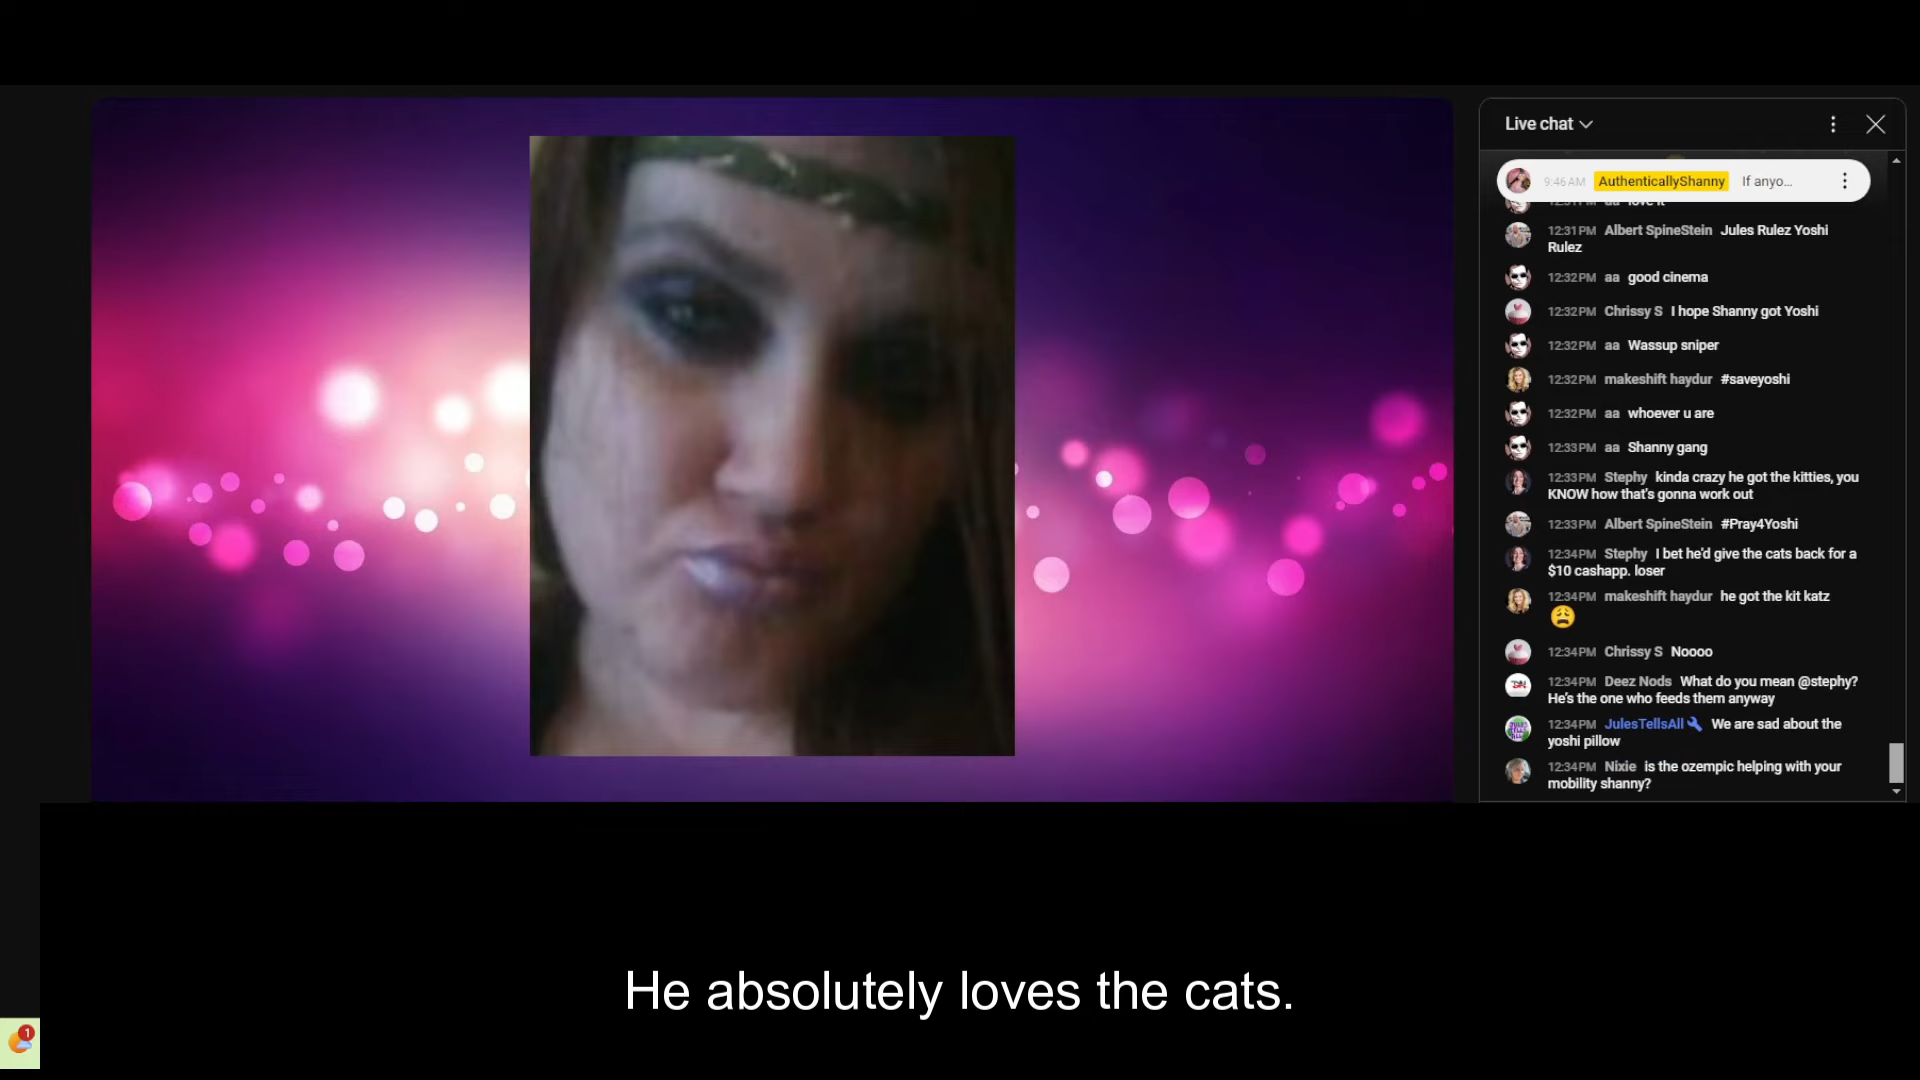 Live chat
9:46 AM AuthenticallyShanny If anyo...
12:31 PM aa love it
12:31 PM Albert SpineStein Jules Rulez Yoshi
Rulez
12:32 PM aa good cinema
12:32 PM Chrissy S I hope Shanny got Yoshi
12:32 PM aa Wassup sniper
12:32 PM makeshift haydur #saveyoshi
12:32 PM aa whoever u are
12:33 PM aa Shanny gang
12:33 PM Stephy kinda crazy he got the kitties, you
KNOW how that's gonna work out
12:33 PM Albert SpineStein #Pray4Yoshi
12:34 PM Stephy I bet he'd give the cats back for a
$10 cashapp. loser
12:34 PM makeshift haydur he got the kit katz
12:34 PM Chrissy S Noooo
12:34 PM Deez Nods What do you mean @stephy?
He's the one who feeds them anyway
12:34 PM JulesTellsAll We are sad about the
yoshi pillow
12:34 PM Nixie is the ozempic helping with your
mobility shanny?
He absolutely loves the cats.
1